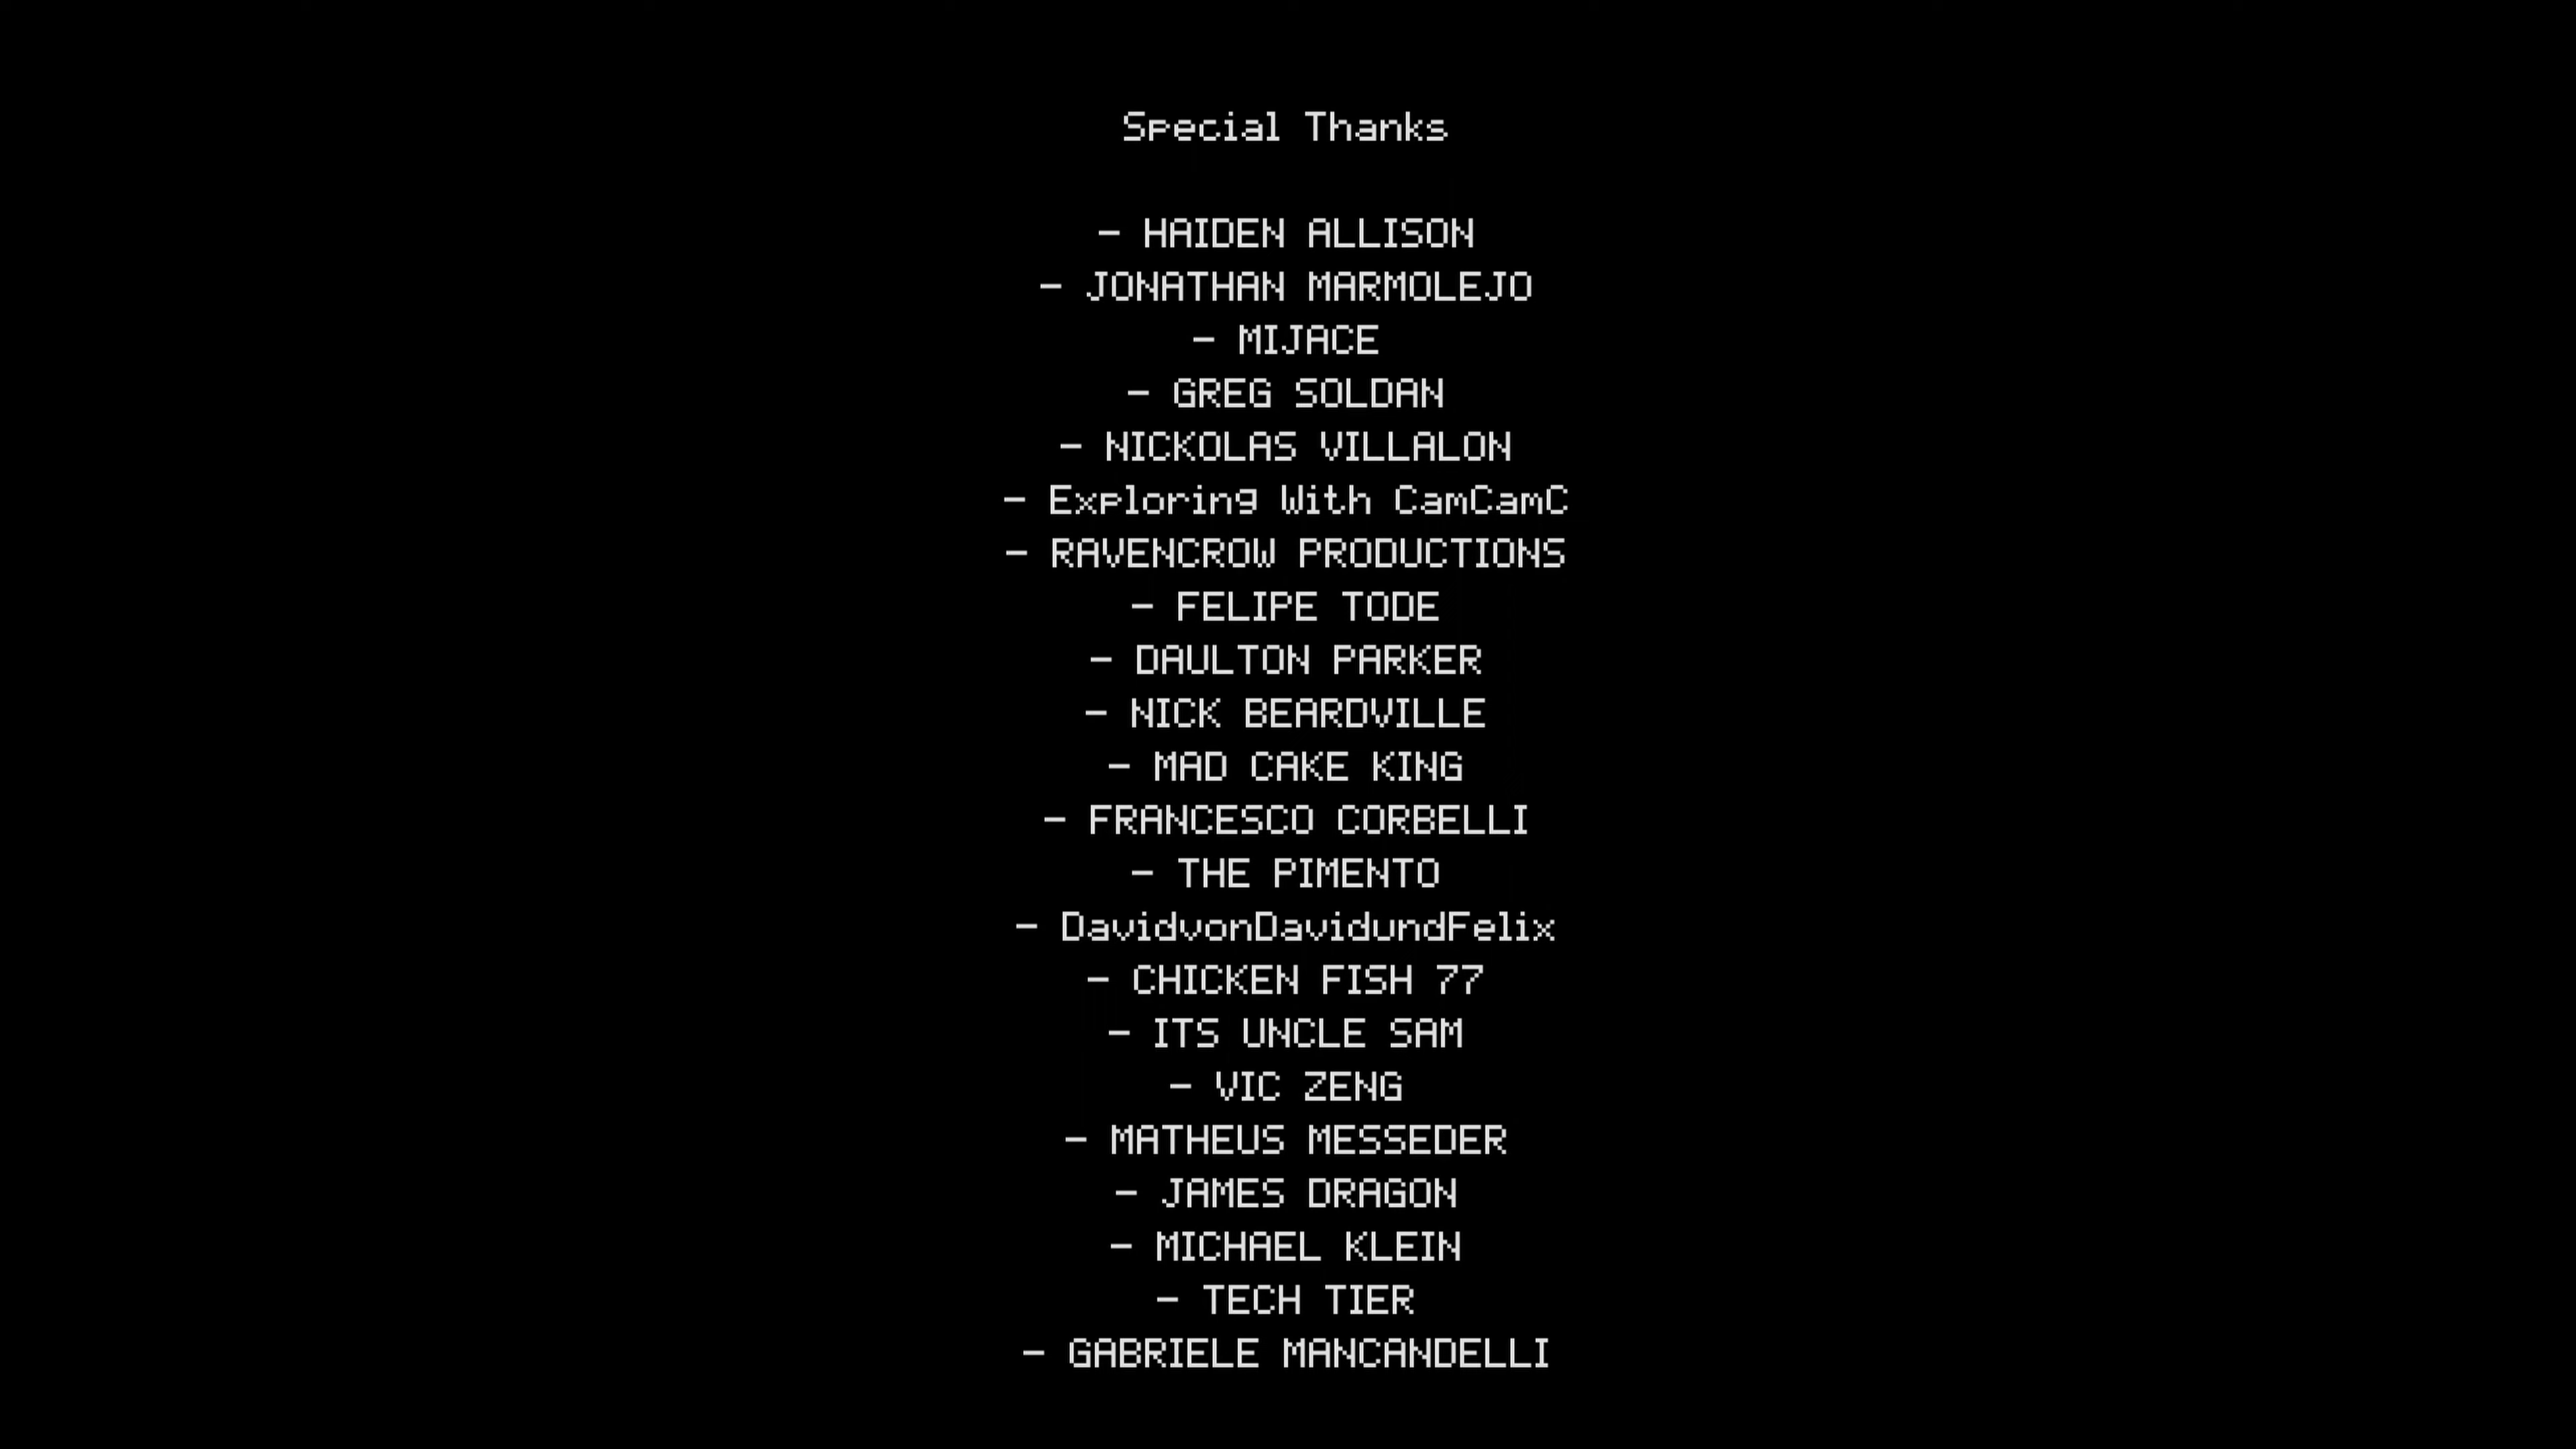 Special Thanks
- HAIDEN ALLISON
- JONATHAN MARMOLEJO
- MIJACE
- GREG SOLDAN
- NICKOLAS VILLALON
- Exploring With CamCamC
- RAVENCROW PRODUCTIONS
- FELIPE TODE
- DAULTON PARKER
- NICK BEARDVILLE
- MAD CAKE KING
- FRANCESCO CORBELLI
- THE PIMENTO
- DavidvonDavidundFelix
- CHICKEN FISH 77
- ITS UNCLE SAM
- VIC ZENG
- MATHEUS MESSEDER
- JAMES DRAGON
- MICHAEL KLEIN
- TECH TIER
- GABRIELE MANCANDELLI